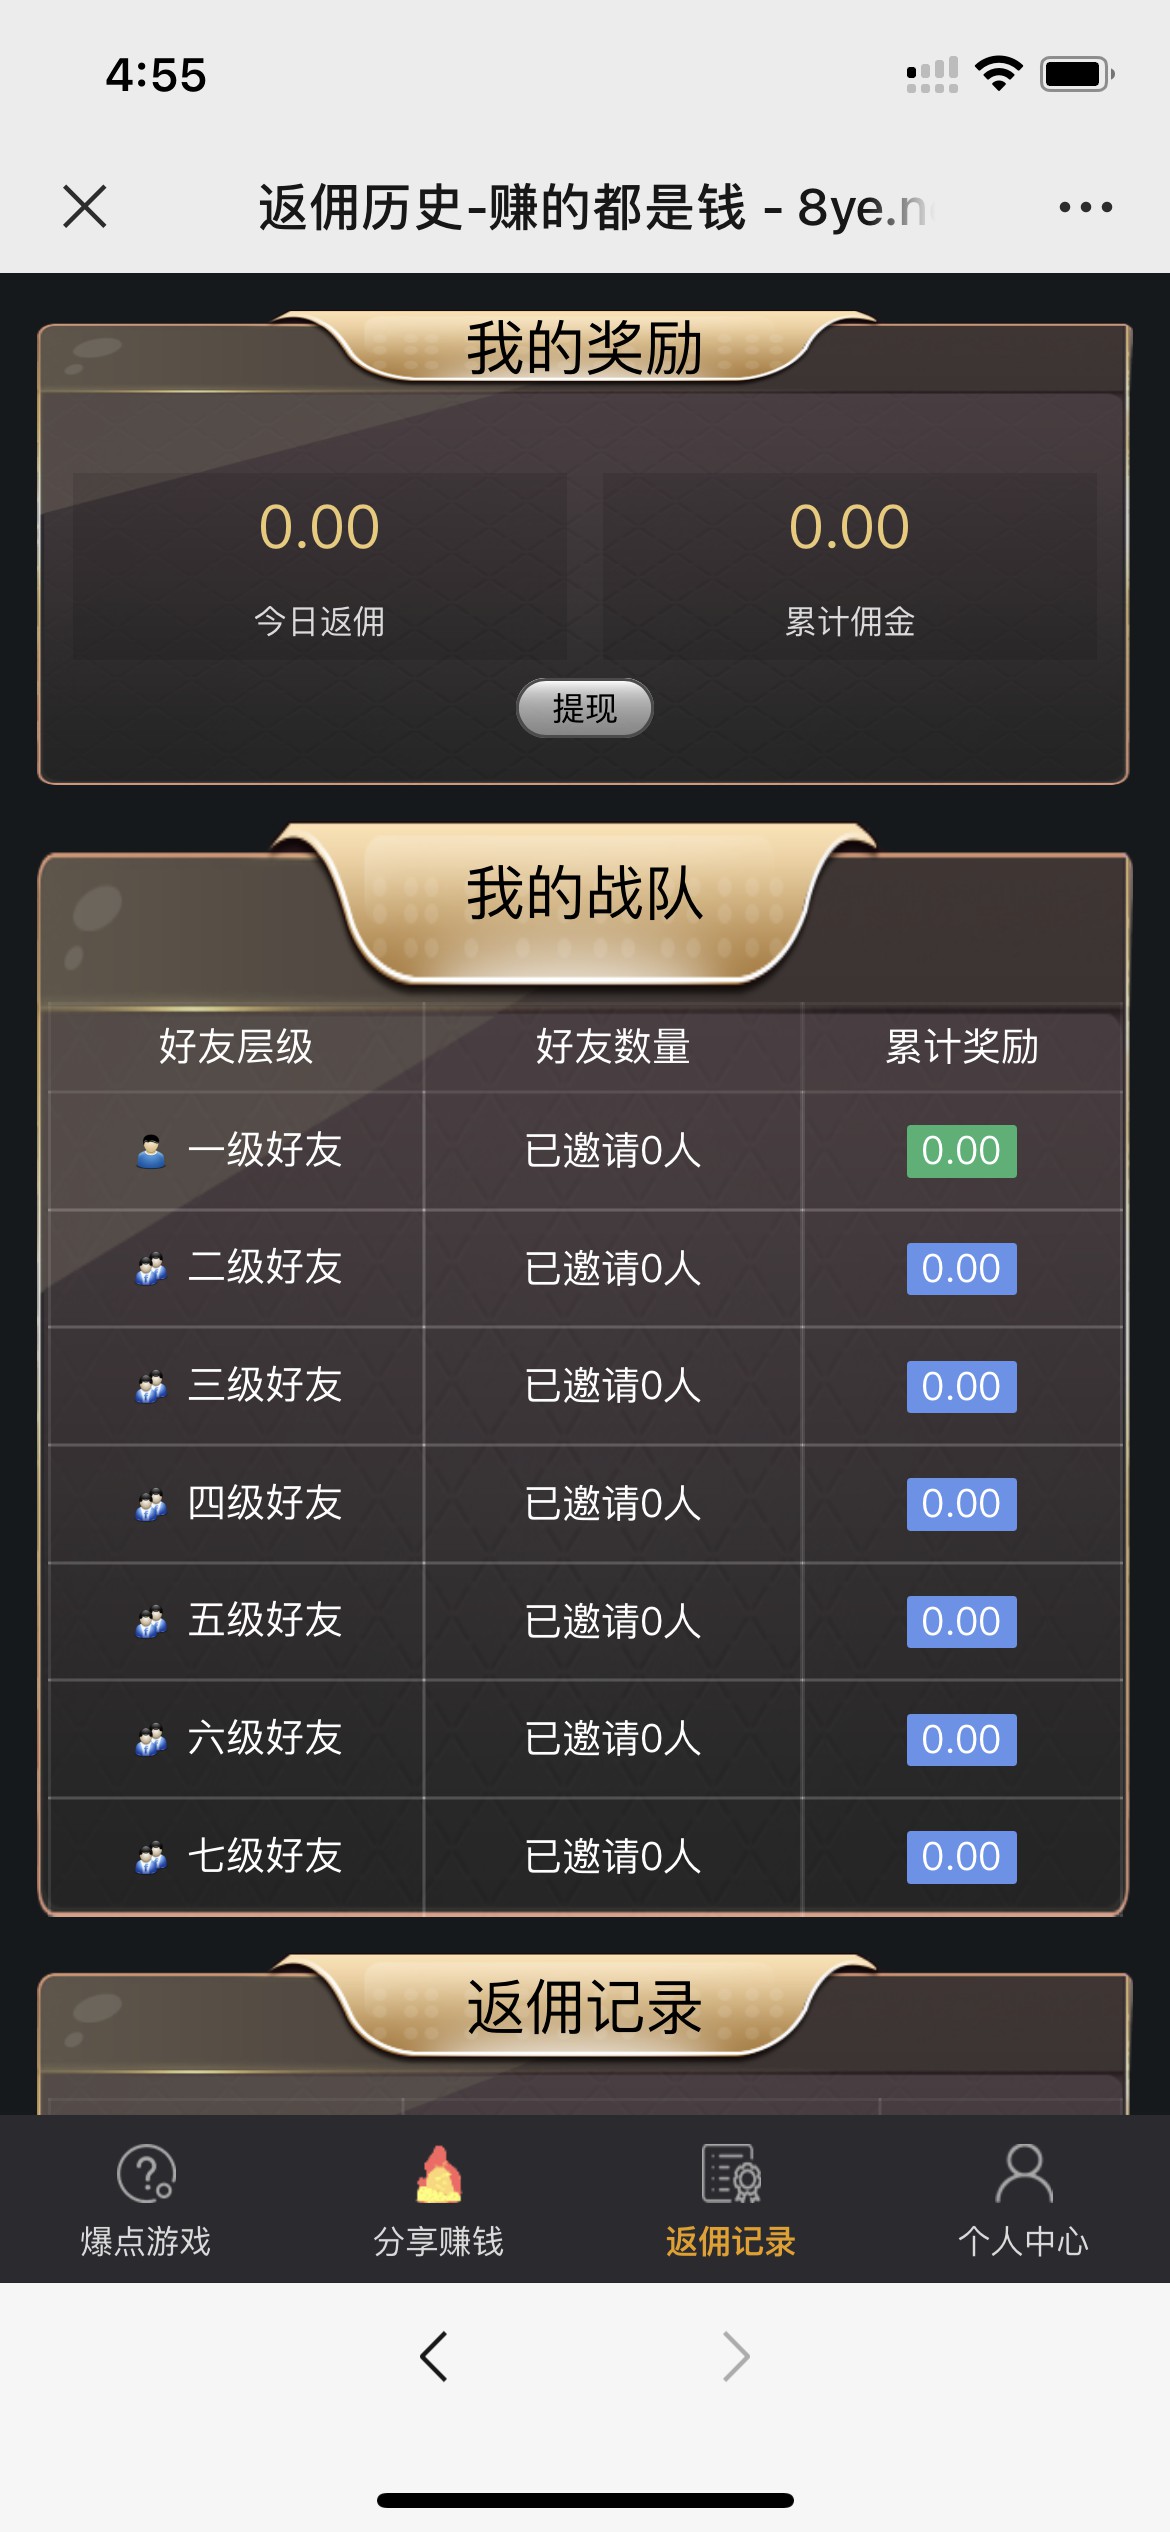 4:55
返佣历史-赚的都是钱 - 8ye.n
我的奖励
0.00 0.00
今日返佣 累计佣金
提现
我的战队
好友层级 好友数量 累计奖励
一级好友 已邀请0人 0.00
二级好友 已邀请0人 0.00
三级好友 已邀请0人 0.00
四级好友 已邀请0人 0.00
五级好友 已邀请0人 0.00
六级好友 已邀请0人 0.00
七级好友 已邀请0人 0.00
返佣记录
爆点游戏 分享赚钱 返佣记录 个人中心